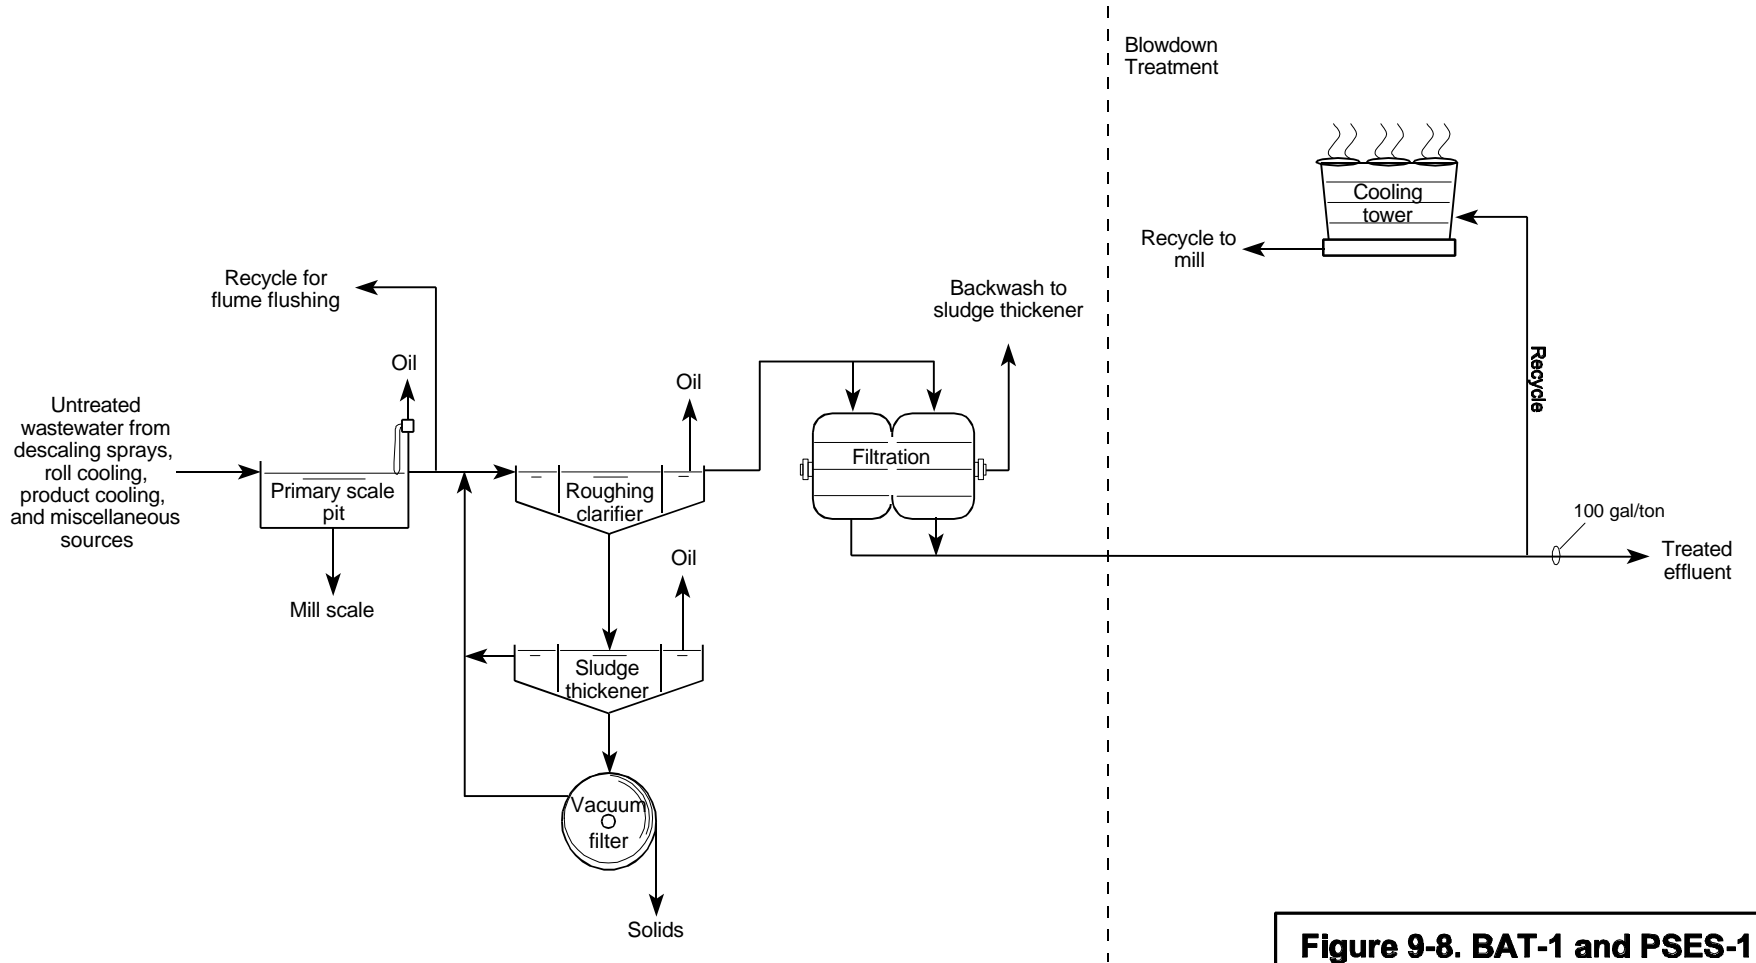 Blowdown
Treatment
Cooling
tower
Recycle to
mill
Recycle for
flume flushing
Backwash to
sludge thickener
Recycle
Oil
Oil
Untreated
wastewater from
descaling sprays,
roll cooling,
product cooling,
and miscellaneous
sources
Primary scale
pit
Roughing
clarifier
Filtration
100 gal/ton
Treated
effluent
Mill scale
Oil
Sludge
thickener
Vacuum
filter
Solids
Figure 9-8. BAT-1 and PSES-1